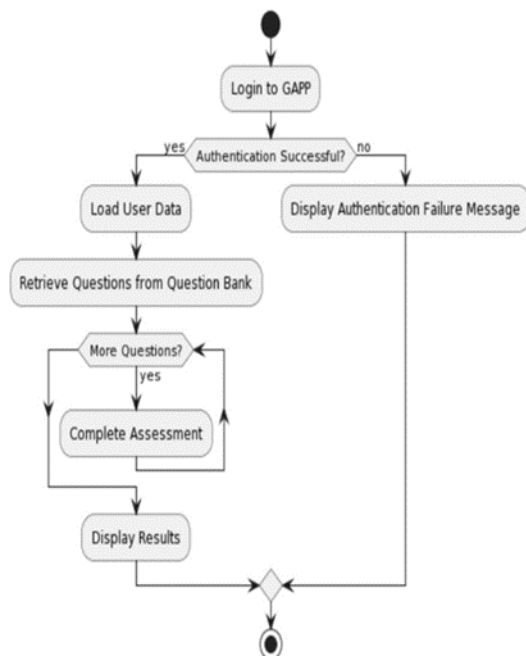 Login to GAPP
yes
Authentication Successful?
no
Load User Data
Display Authentication Failure Message
Retrieve Questions from Question Bank
More Questions?
yes
Complete Assessment
Display Results